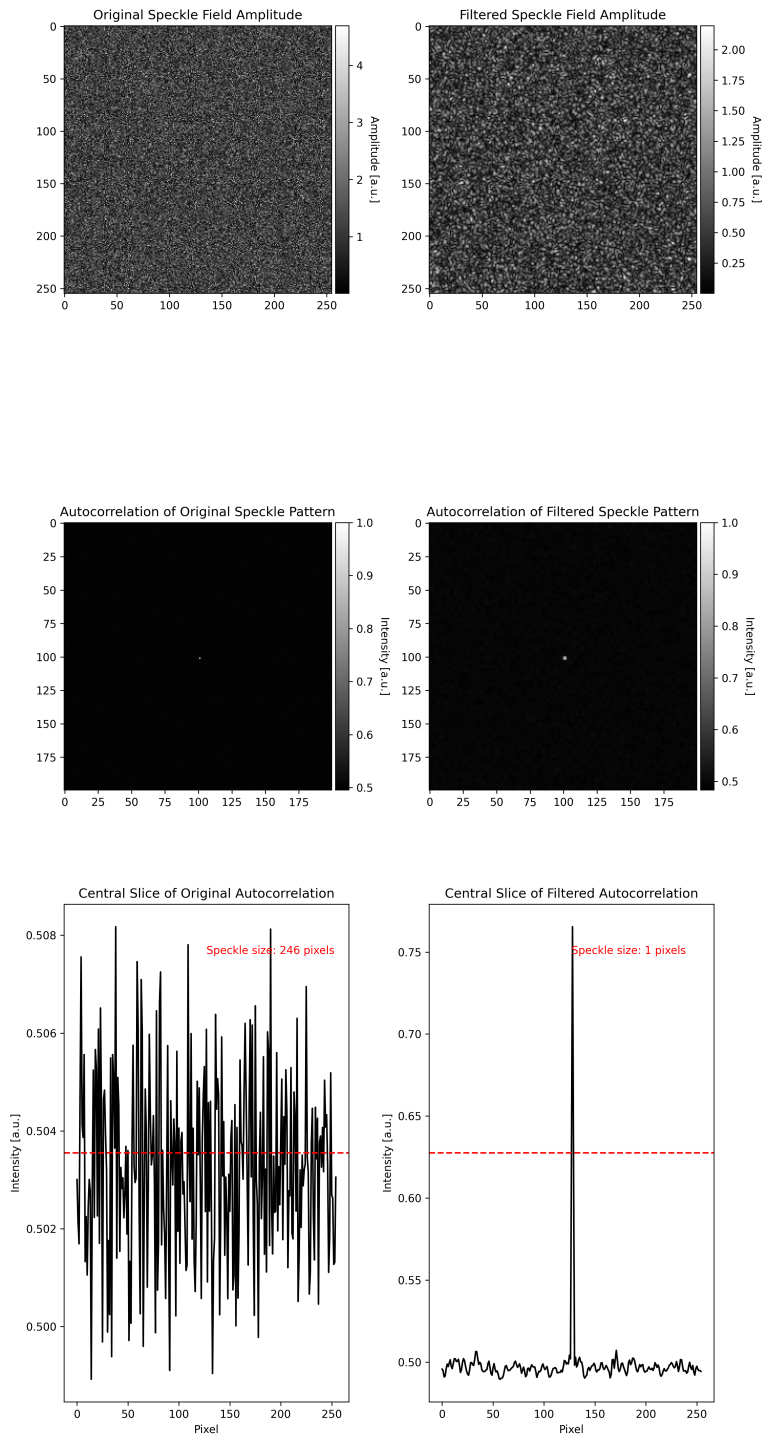 Original Speckle Field Amplitude
0
50
100
150
200
250
0 50 100 150 200 250
4
3
2
1
Amplitude [a.u.]
Filtered Speckle Field Amplitude
0
50
100
150
200
250
0 50 100 150 200 250
2.00
1.75
1.50
1.25
1.00
0.75
0.50
0.25
Amplitude [a.u.]
Autocorrelation of Original Speckle Pattern
0
25
50
75
100
125
150
175
0 25 50 75 100 125 150 175
1.0
0.9
0.8
0.7
0.6
0.5
Intensity [a.u.]
Autocorrelation of Filtered Speckle Pattern
0
25
50
75
100
125
150
175
0 25 50 75 100 125 150 175
1.0
0.9
0.8
0.7
0.6
0.5
Intensity [a.u.]
Central Slice of Original Autocorrelation
Speckle size: 246 pixels
0.508
0.506
0.504
0.502
0.500
Intensity [a.u.]
0 50 100 150 200 250
Pixel
Central Slice of Filtered Autocorrelation
Speckle size: 1 pixels
0.75
0.70
0.65
0.60
0.55
0.50
Intensity [a.u.]
0 50 100 150 200 250
Pixel